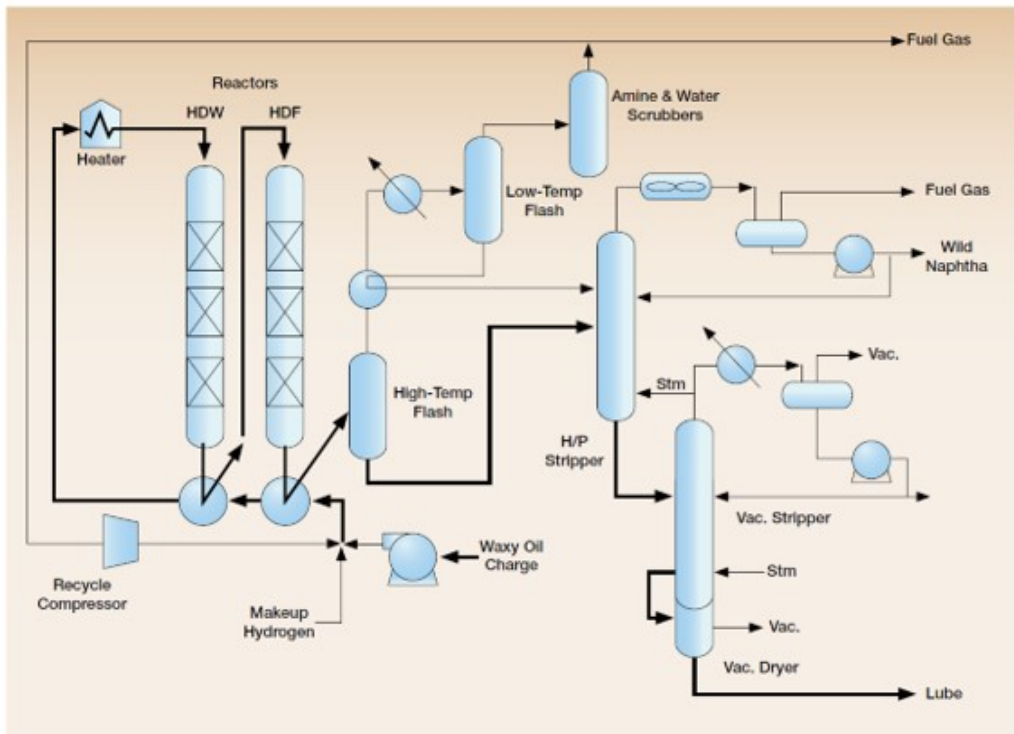 Fuel Gas
Reactors
HDW
HDF
Heater
Amine & Water
Scrubbers
Low-Temp
Flash
Fuel Gas
Wild
Naphtha
High-Temp
Flash
Stm
Vac.
H/P
Stripper
Vac. Stripper
Waxy Oil
Charge
Stm
Recycle
Compressor
Makeup
Hydrogen
Vac.
Vac. Dryer
Lube